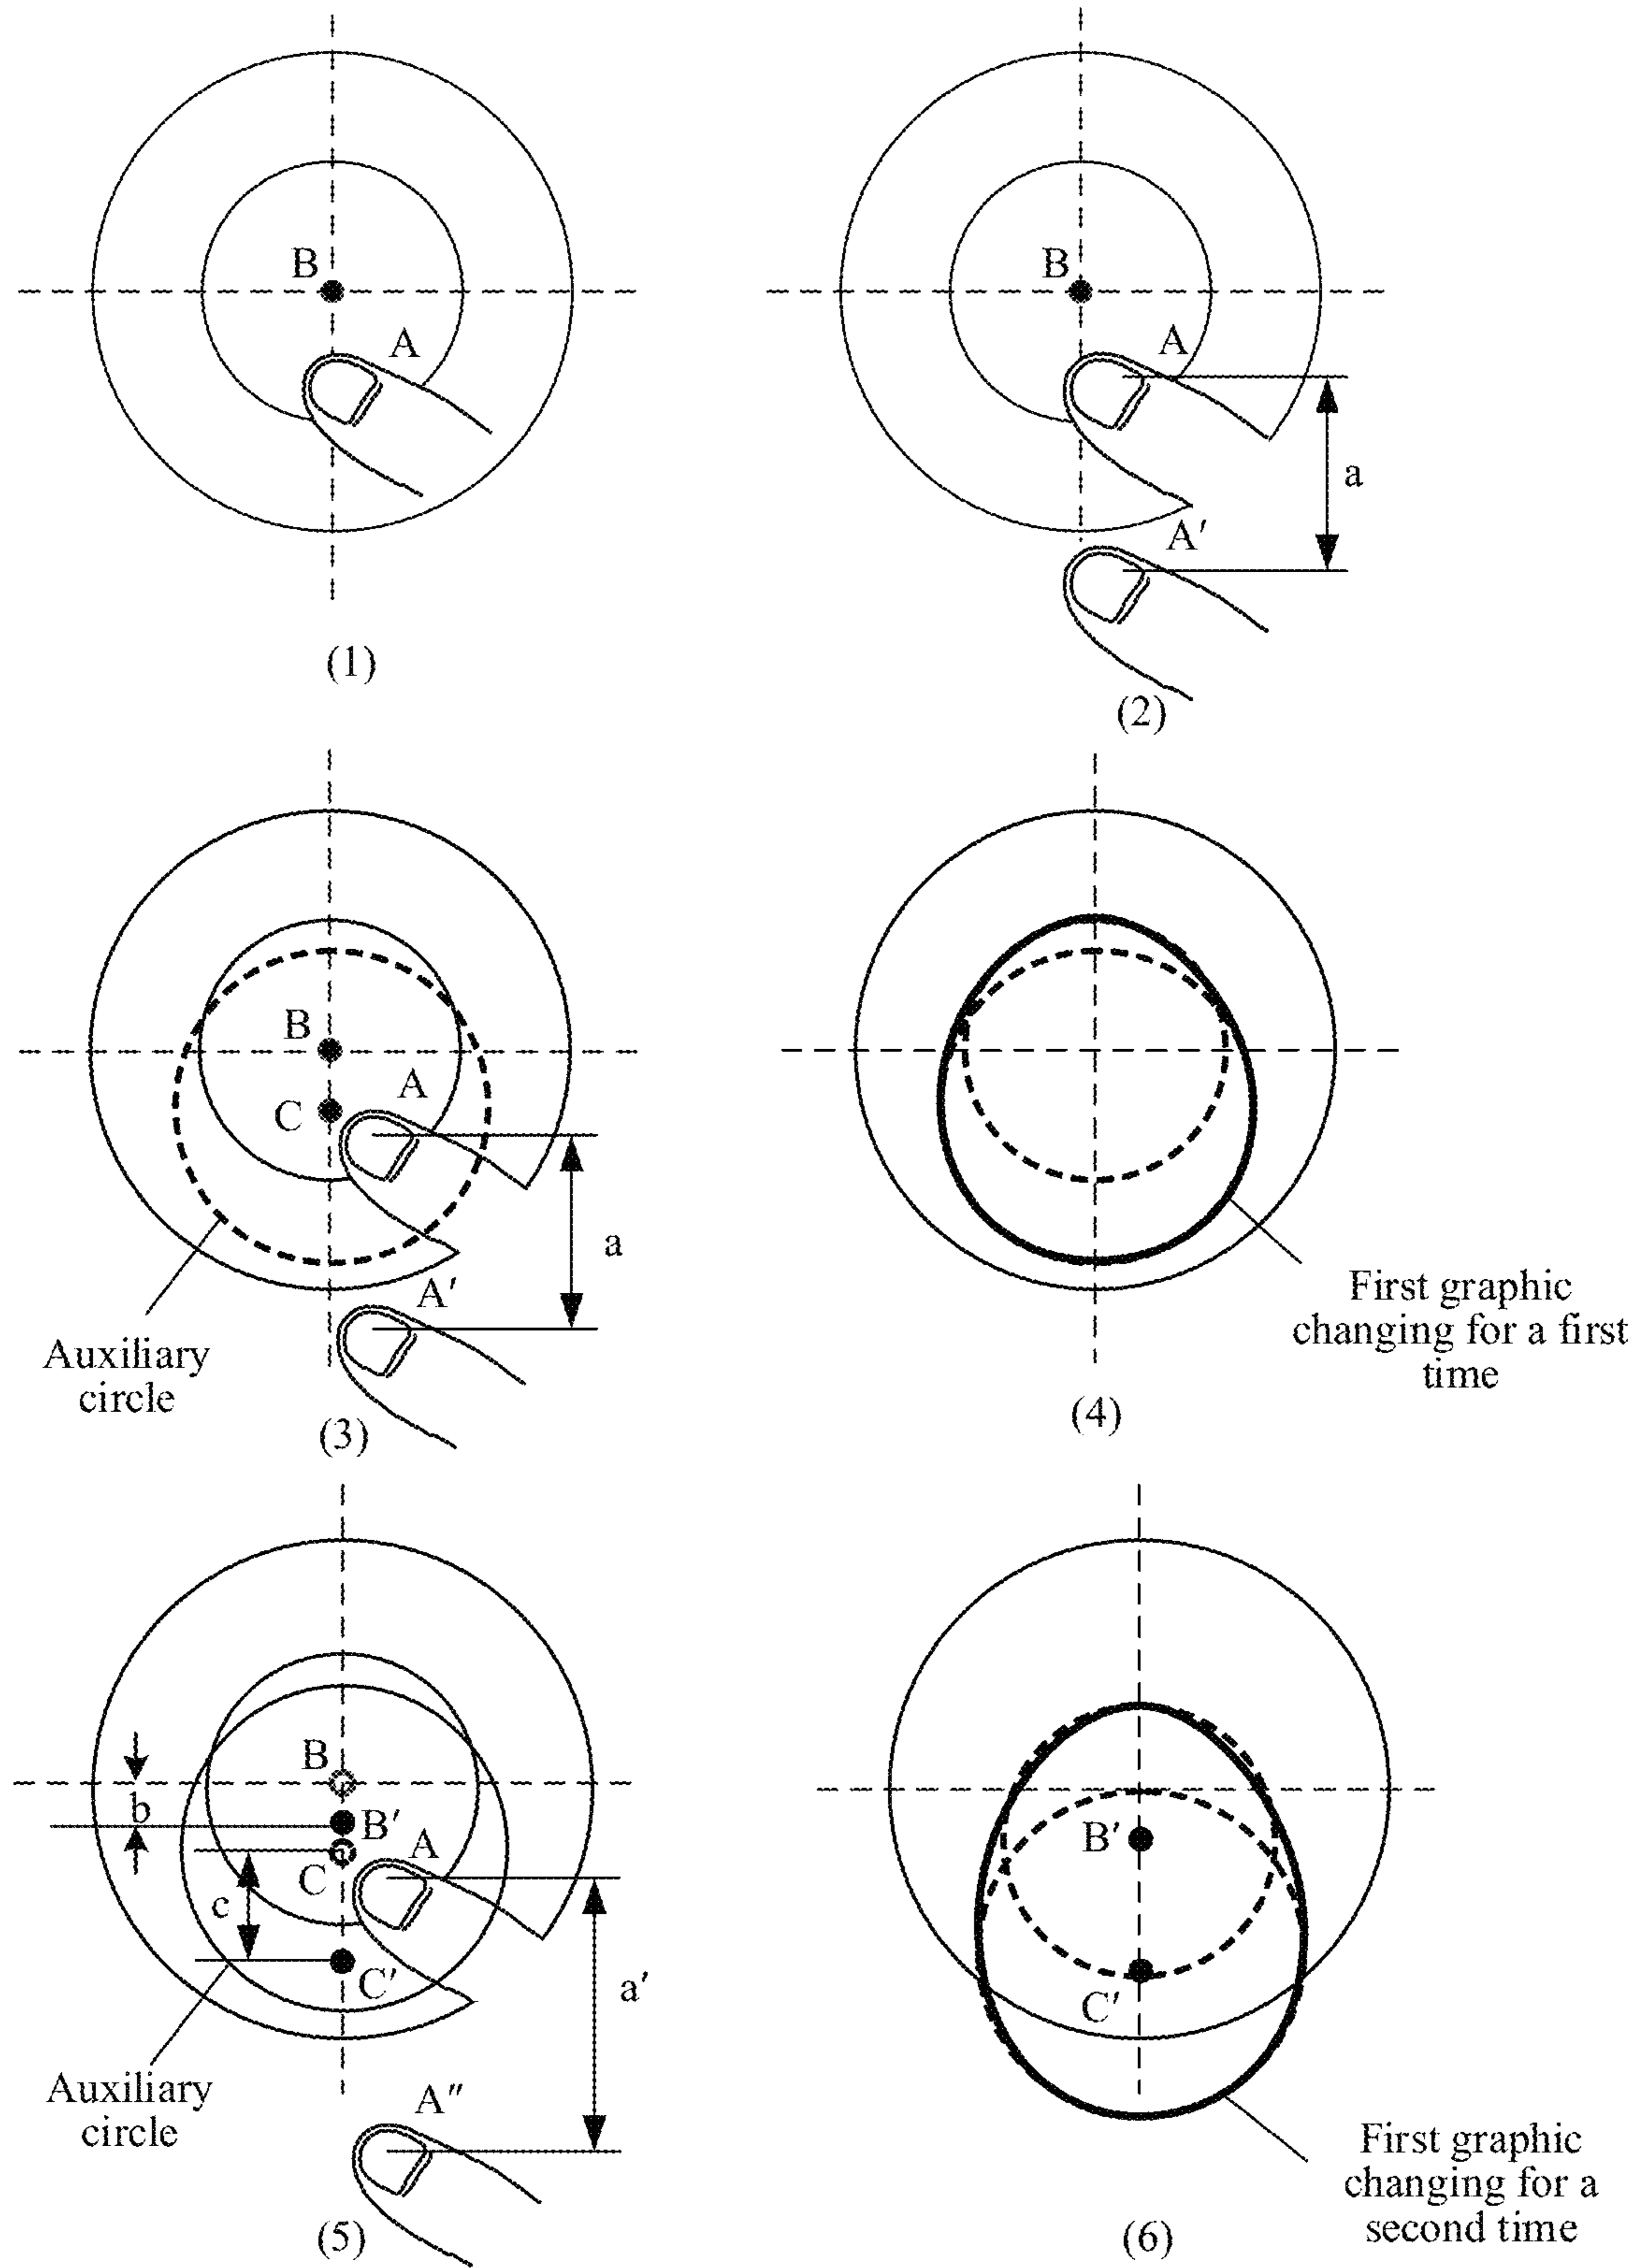 B
A
(1)
B
A
a
A′
(2)
B
A
C
a
A′
Auxiliary
circle
(3)
First graphic
changing for a first
time
(4)
B
b
B′
A
C
c
C′
a′
Auxiliary
circle
A″
(5)
B′
C′
First graphic
changing for a
second time
(6)